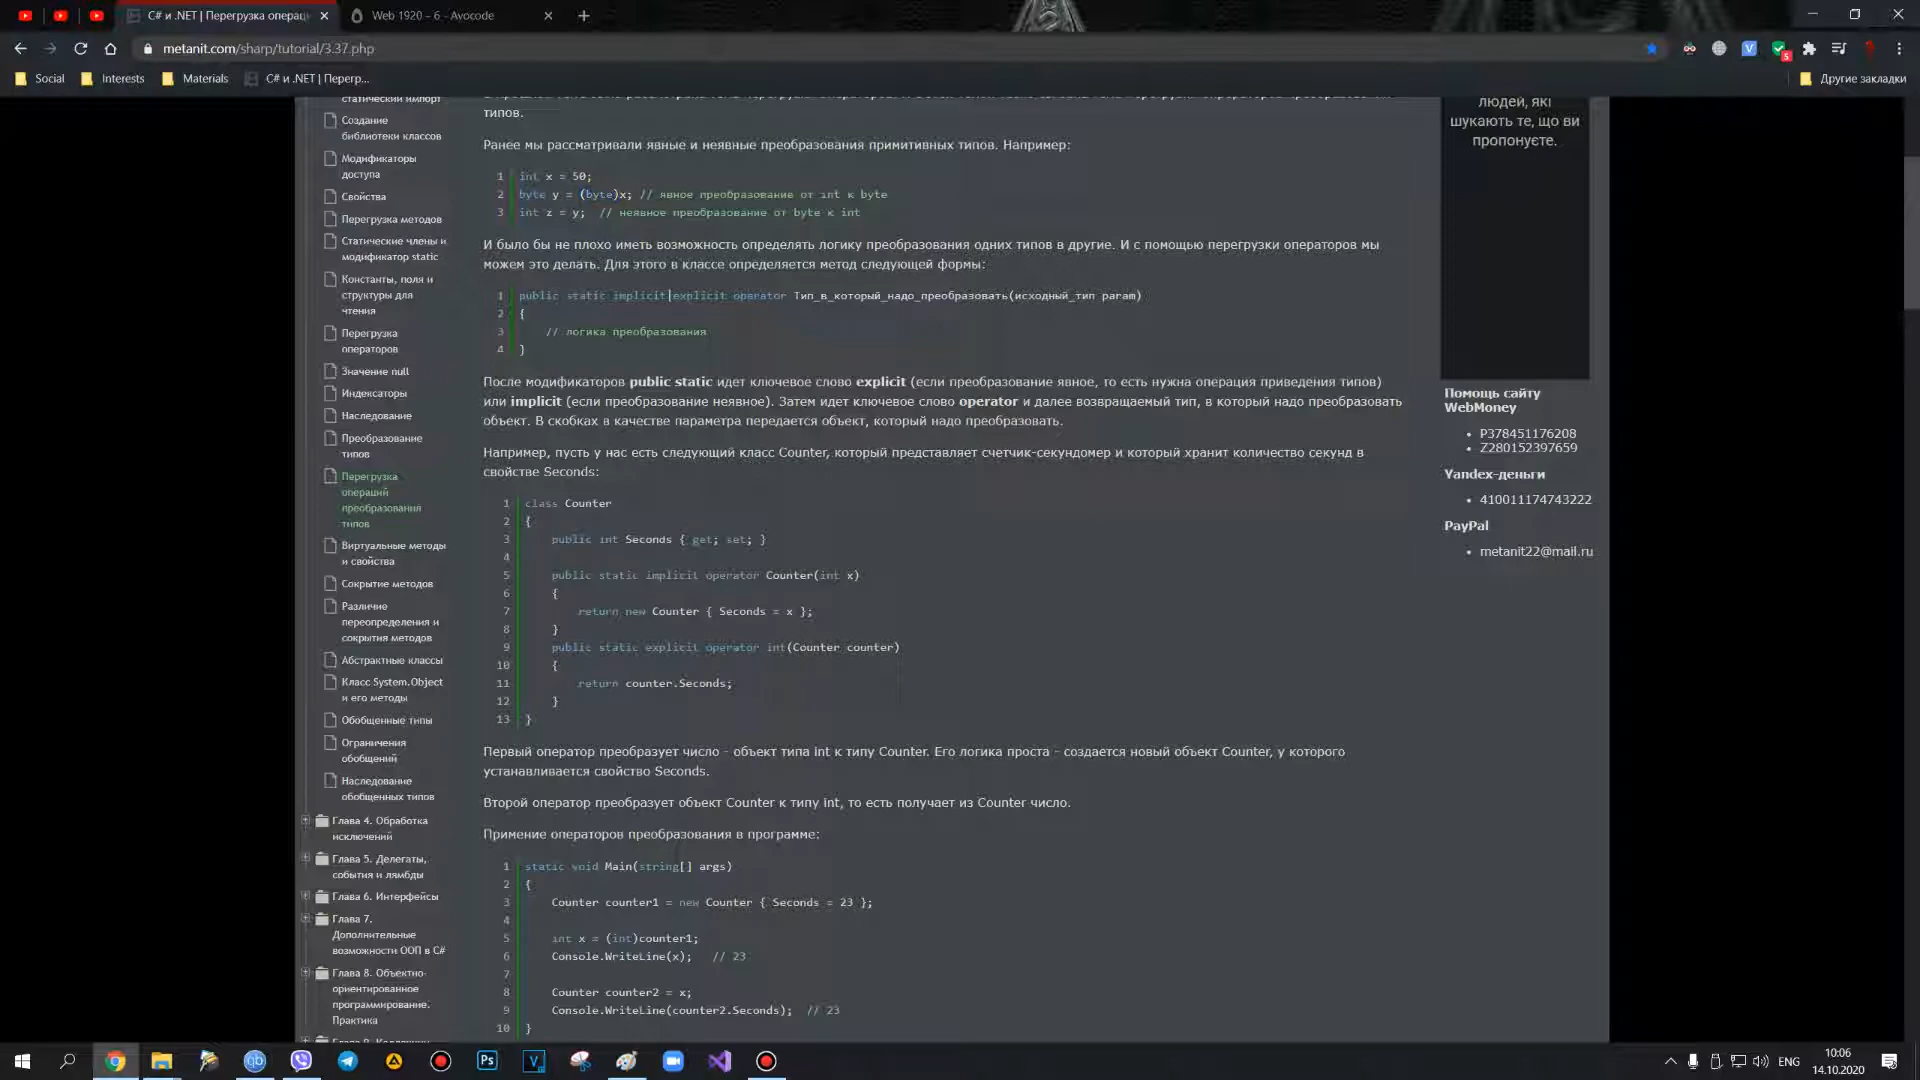 C# и .NET | Перегрузка операц
Web 1920 – 6 - Avocode
metanit.com/sharp/tutorial/3.37.php
5
Social
Interests
Materials
C# и .NET | Перегр...
Другие закладки
статический импорт
Создание
библиотеки классов
Модификаторы
доступа
Свойства
Перегрузка методов
Статические члены и
модификатор static
Константы, поля и
структуры для
чтения
Перегрузка
операторов
Значение null
Индексаторы
Наследование
Преобразование
типов
Перегрузка
операций
преобразования
типов
Виртуальные методы
и свойства
Сокрытие методов
Различие
переопределения и
сокрытия методов
Абстрактные классы
Класс System.Object
и его методы
Обобщенные типы
Ограничения
обобщений
Наследование
обобщенных типов
Глава 4. Обработка
исключений
Глава 5. Делегаты,
события и лямбды
Глава 6. Интерфейсы
Глава 7.
Дополнительные
возможности ООП в C#
Глава 8. Объектно-
ориентированное
программирование.
Практика
типов.
Ранее мы рассматривали явные и неявные преобразования примитивных типов. Например:
1 int x = 50;
2 byte y = (byte)x; // явное преобразование от int к byte
3 int z = y;  // неявное преобразование от byte к int
И было бы не плохо иметь возможность определять логику преобразования одних типов в другие. И с помощью перегрузки операторов мы
можем это делать. Для этого в классе определяется метод следующей формы:
1 public static implicit|explicit operator Тип_в_который_надо_преобразовать(исходный_тип param)
2 {
3     // логика преобразования
4 }
После модификаторов public static идет ключевое слово explicit (если преобразование явное, то есть нужна операция приведения типов)
или implicit (если преобразование неявное). Затем идет ключевое слово operator и далее возвращаемый тип, в который надо преобразовать
объект. В скобках в качестве параметра передается объект, который надо преобразовать.
Например, пусть у нас есть следующий класс Counter, который представляет счетчик-секундомер и который хранит количество секунд в
свойстве Seconds:
1 class Counter
2 {
3     public int Seconds { get; set; }
4
5     public static implicit operator Counter(int x)
6     {
7         return new Counter { Seconds = x };
8     }
9     public static explicit operator int(Counter counter)
10     {
11         return counter.Seconds;
12     }
13 }
Первый оператор преобразует число - объект типа int к типу Counter. Его логика проста - создается новый объект Counter, у которого
устанавливается свойство Seconds.
Второй оператор преобразует объект Counter к типу int, то есть получает из Counter число.
Примение операторов преобразования в программе:
1 static void Main(string[] args)
2 {
3     Counter counter1 = new Counter { Seconds = 23 };
4
5     int x = (int)counter1;
6     Console.WriteLine(x);   // 23
7
8     Counter counter2 = x;
9     Console.WriteLine(counter2.Seconds);  // 23
10 }
людей, які
шукають те, що ви
пропонуєте.
Помощь сайту
WebMoney
P378451176208
Z280152397659
Yandex-деньги
410011174743222
PayPal
metanit22@mail.ru
Ps
ENG
10:06
14.10.2020